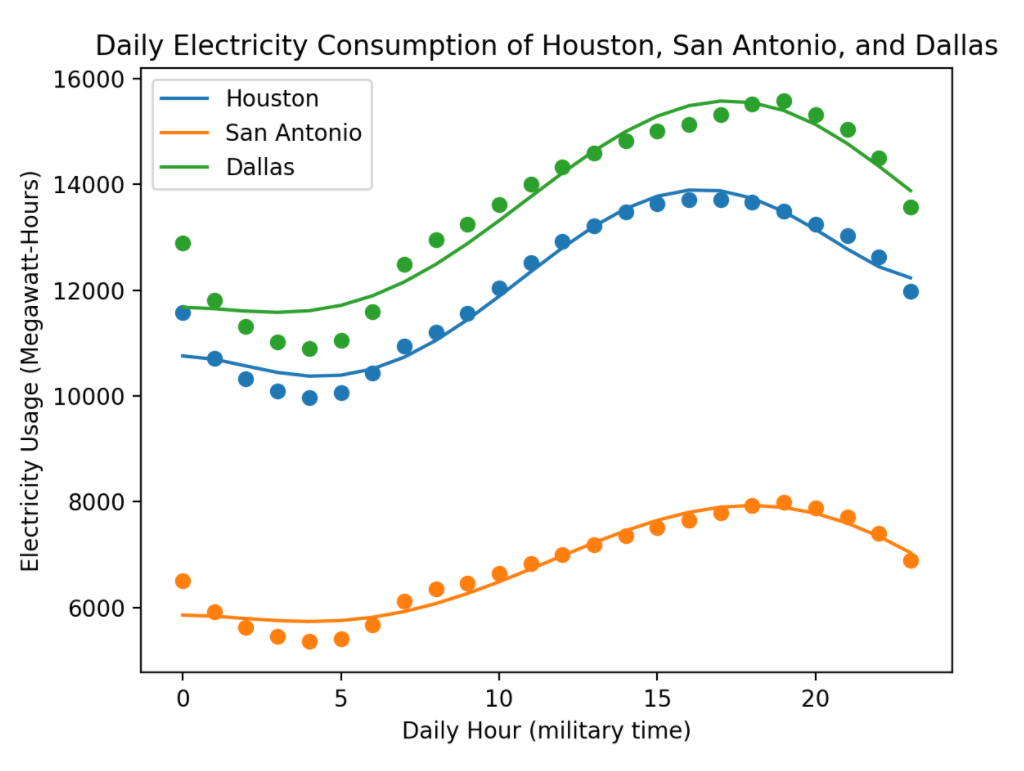 Daily Electricity Consumption of Houston, San Antonio, and Dallas
Houston
San Antonio
Dallas
Electricity Usage (Megawatt-Hours)
16000
14000
12000
10000
8000
6000
0 5 10 15 20
Daily Hour (military time)